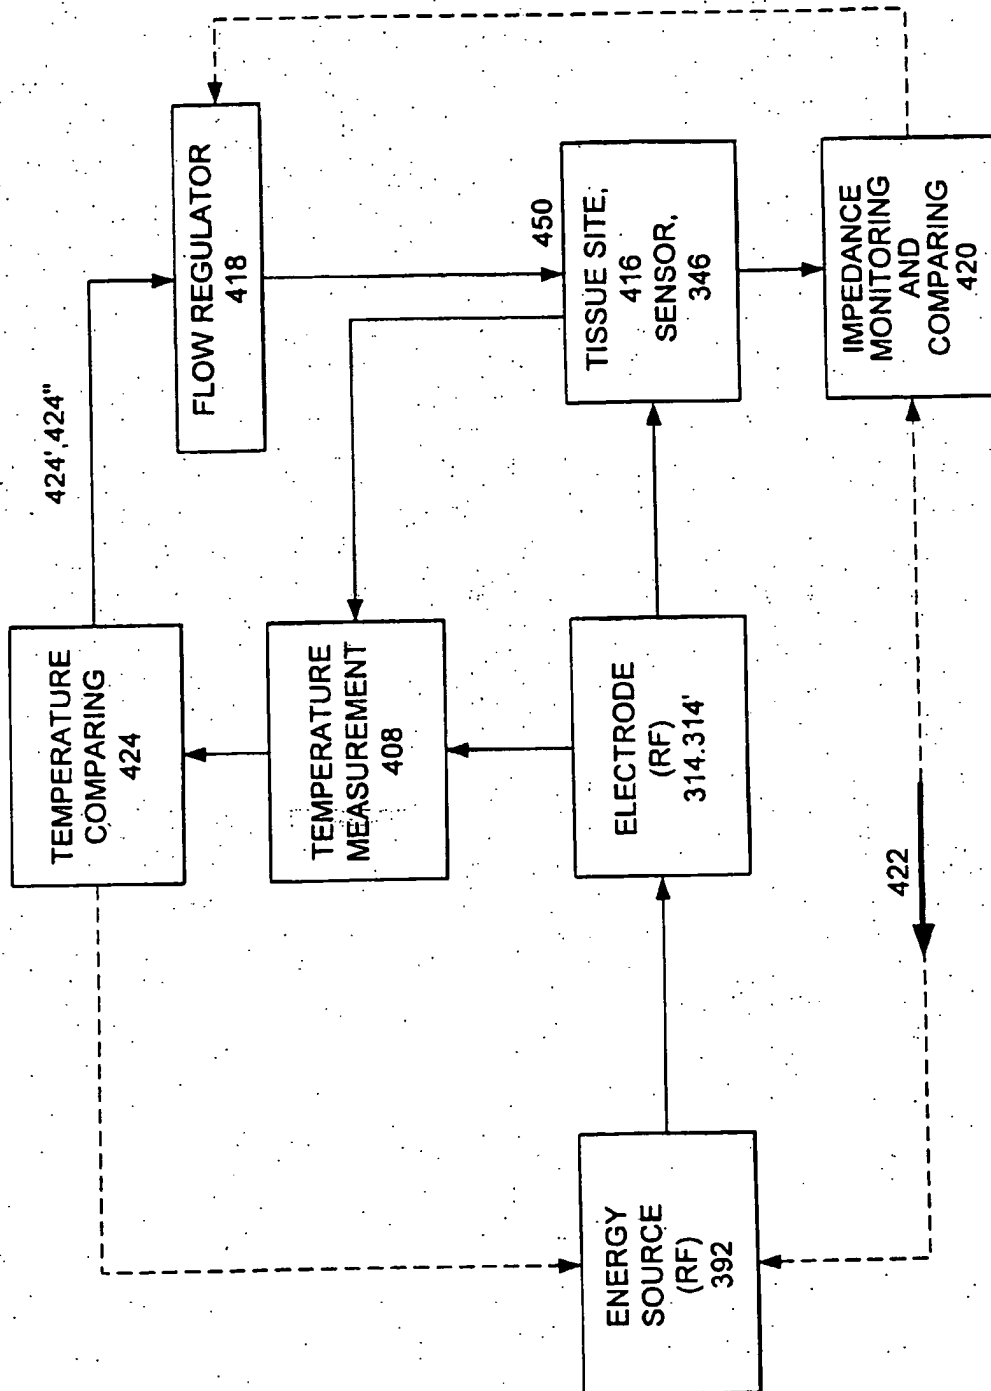 TEMPERATURE
COMPARING
424
424',424"
FLOW REGULATOR
418
TEMPERATURE
MEASUREMENT
408
450
ENERGY
SOURCE
(RF)
392
ELECTRODE
(RF)
314.314'
TISSUE SITE,
416
SENSOR,
346
422
IMPEDANCE
MONITORING
AND
COMPARING
420